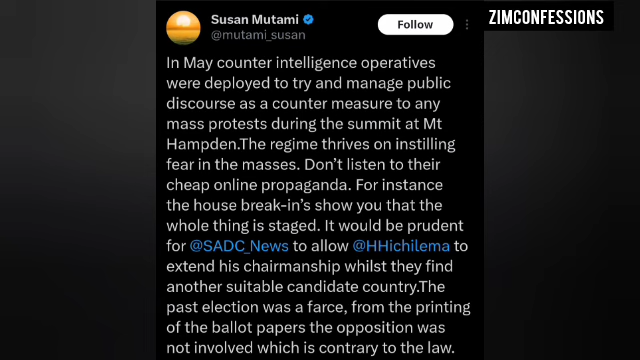 ZIMCONFESSIONS
Susan Mutami
@mutami_susan
Follow
In May counter intelligence operatives
were deployed to try and manage public
discourse as a counter measure to any
mass protests during the summit at Mt
Hampden.The regime thrives on instilling
fear in the masses. Don’t listen to their
cheap online propaganda. For instance
the house break-in’s show you that the
whole thing is staged. It would be prudent
for @SADC_News to allow @HHichilema to
extend his chairmanship whilst they find
another suitable candidate country.The
past election was a farce, from the printing
of the ballot papers the opposition was
not involved which is contrary to the law.